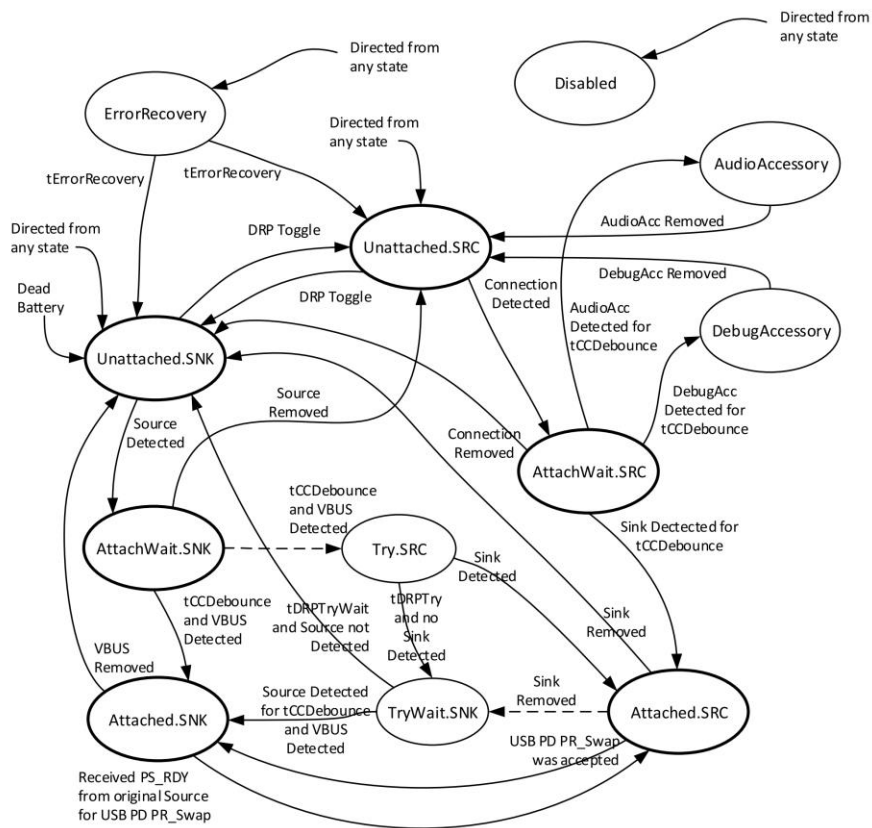 Directed from
any state
Directed from
any state
Disabled
ErrorRecovery
Directed from
any state
AudioAccessory
tErrorRecovery
tErrorRecovery
Directed from
any state
DRP Toggle
Unattached.SRC
AudioAcc Removed
DebugAcc Removed
Dead
Battery
DRP Toggle
Connection
Detected
AudioAcc
Detected for
tCCDebounce
DebugAccessory
Unattached.SNK
Source
Removed
DebugAcc
Detected for
tCCDebounce
Source
Detected
Connection
Removed
AttachWait.SRC
tCCDebounce
and VBUS
Detected
Sink Dectected for
tCCDebounce
AttachWait.SNK
Try.SRC
Sink
Detected
tCCDebounce
and VBUS
Detected
tDRPTryWait
and Source not
Detected
tDRPTry
and no
Sink
Detected
Sink
Removed
VBUS
Removed
Source Detected
for tCCDebounce
and VBUS
Detected
Sink
Removed
Attached.SNK
TryWait.SNK
Attached.SRC
USB PD PR_Swap
was accepted
Received PS_RDY
from original Source
for USB PD PR_Swap